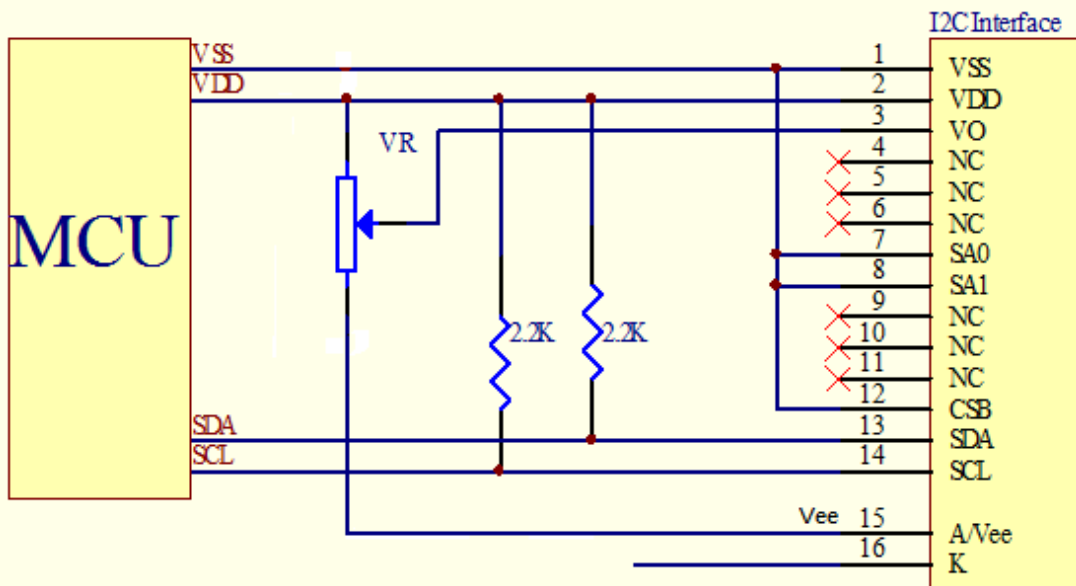 I2C Interface
MCU
VSS
VDD
VR
2.2K
2.2K
SDA
SCL
Vee
1 VSS
2 VDD
3 VO
4 NC
5 NC
6 NC
7 SA0
8 SA1
9 NC
10 NC
11 NC
12 CSB
13 SDA
14 SCL
15 A/Vee
16 K